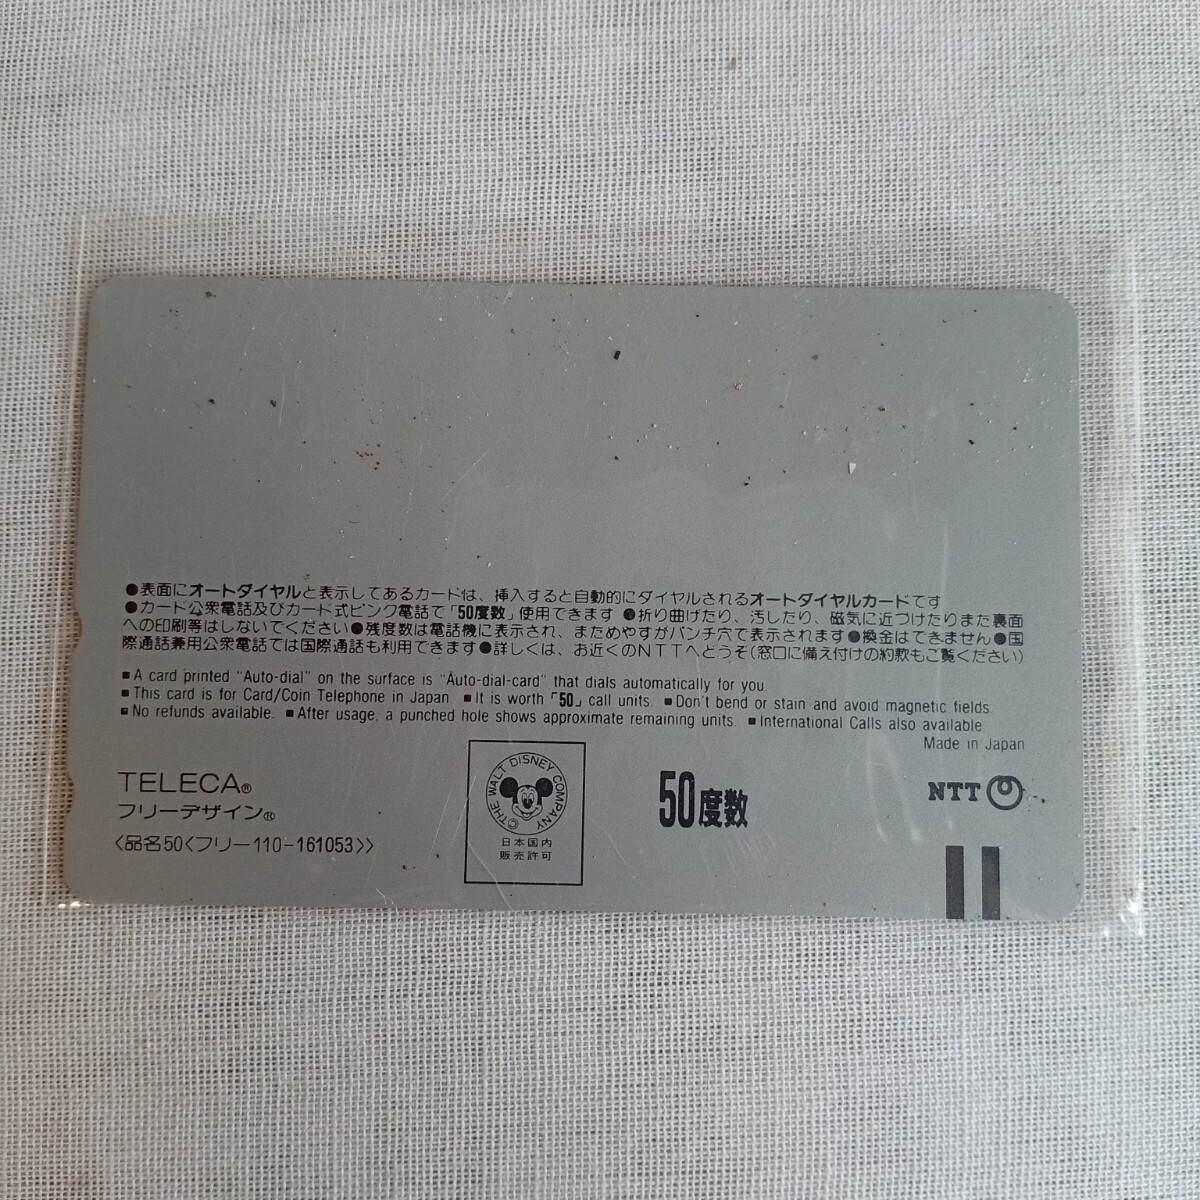 ●表面にオートダイヤルと表示してあるカードは、挿入すると自動的にダイヤルされるオートダイヤルカードです
●カード公衆電話及びカード式ピンク電話で「50度数」使用できます ●折り曲げたり、汚したり、磁気に近づけたりまた裏面
への印刷等はしないでください●残度数は電話機に表示され、まためやすがパンチ穴で表示されます●換金はできません●国
際通話兼用公衆電話では国際通話も利用できます●詳しくは、お近くのNTTへどうぞ(窓口に備え付けの約款もご覧ください)
■A card printed "Auto-dial" on the surface is "Auto-dial-card" that dials automatically for you.
■This card is for Card/Coin Telephone in Japan. ■It is worth「50」call units. ■Don't bend or stain and avoid magnetic fields.
■No refunds available. ■After usage, a punched hole shows approximate remaining units. ■International Calls also available
Made in Japan
TELECA®
フリーデザイン®
〈品名50〈フリー110-161053〉〉
©THE WALT DISNEY COMPANY
日本国内
販売許可
50度数
NTT